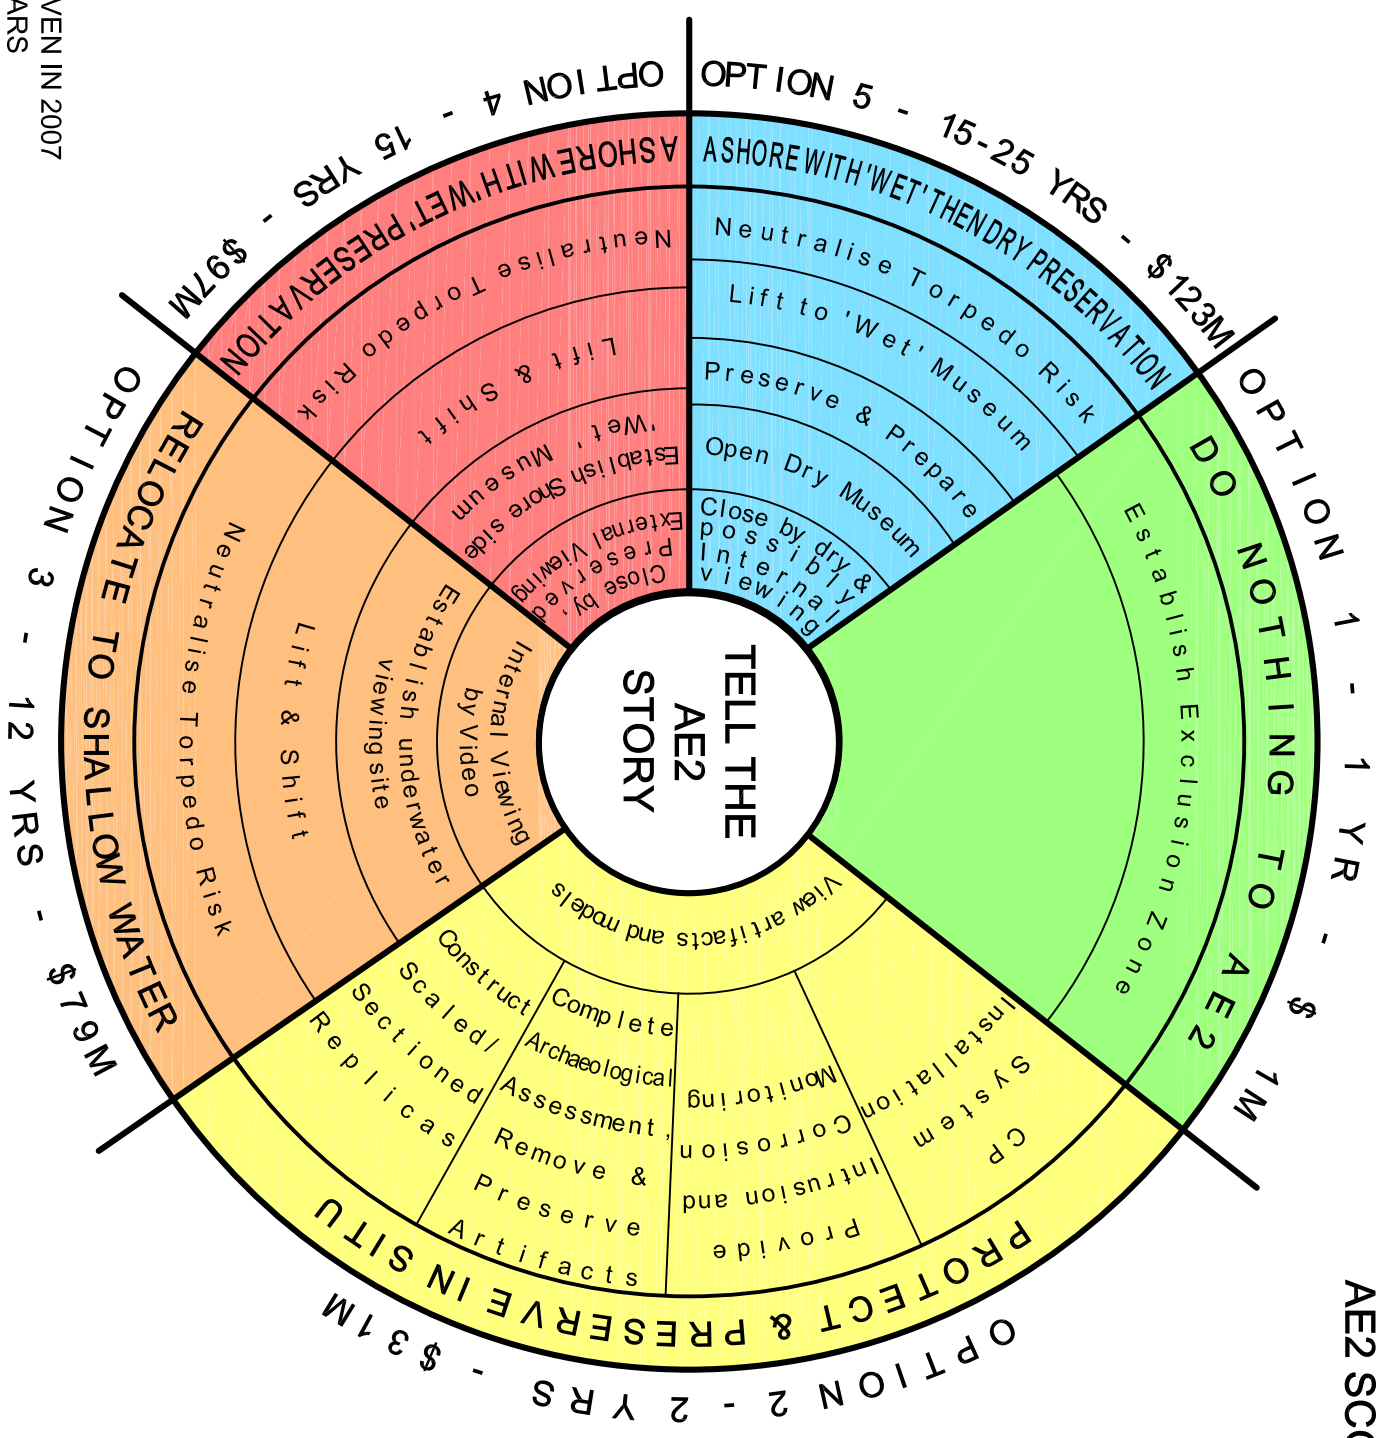 TELL THE
AE2
STORY
OPTION 1 - 1 YR - $ 1M
DO NOTHING TO AE2
Establish Exclusion Zone
OPTION 2 - 2 YRS - $31M
PROTECT & PRESERVE IN SITU
CP
System
Installation
Provide
Intrusion and
Corrosion
Monitoring
Complete
Archaeological
Assessment,
Remove &
Preserve
Artifacts
Construct
Scaled/
Sectioned
Replicas
View artifacts and models
OPTION 3 - 12 YRS - $79M
RELOCATE TO SHALLOW WATER
Neutralise Torpedo Risk
Lift & Shift
Establish underwater
viewing site
Internal Viewing
by Video
OPTION 4 - 15 YRS - $97M
ASHORE WITH 'WET' PRESERVATION
Neutralise Torpedo Risk
Lift & Shift
'Wet' Museum
Establish Shore side
External Viewing
Preserved
Close by,
OPTION 5 - 15-25 YRS - $123M
ASHORE WITH 'WET' THEN DRY PRESERVATION
Neutralise Torpedo Risk
Lift to 'Wet' Museum
Preserve & Prepare
Open Dry Museum
Close by dry &
possibly
Internal
viewing
VEN IN 2007
ARS
AE2 SCO